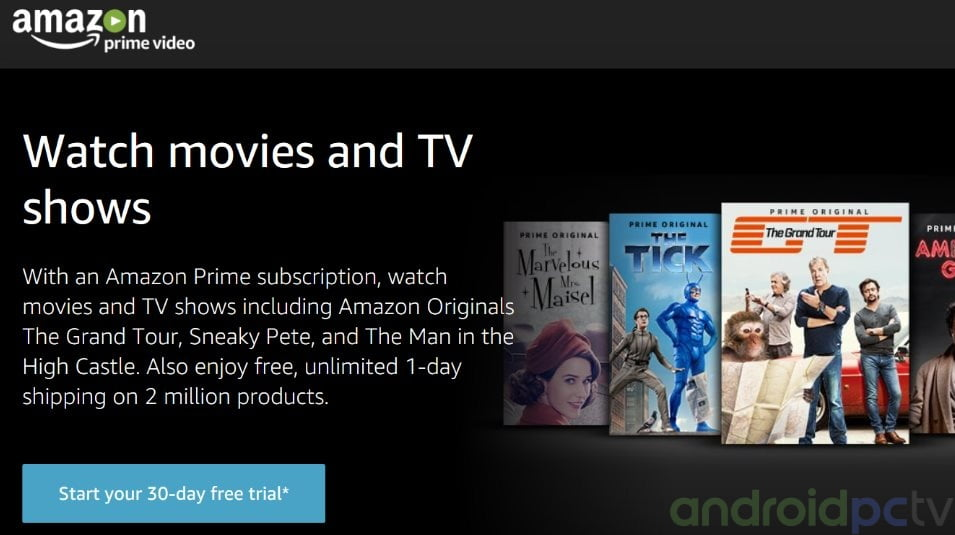 amazon
prime video
Watch movies and TV
shows
With an Amazon Prime subscription, watch
movies and TV shows including Amazon Originals
The Grand Tour, Sneaky Pete, and The Man in the
High Castle. Also enjoy free, unlimited 1-day
shipping on 2 million products.
Start your 30-day free trial*
PRIME ORIGINAL
The
Marvelous
Mrs.
Maisel
PRIME ORIGINAL
THE
TICK
PRIME ORIGINAL
GT
The Grand Tour
PRIM
AME
G
androidpctv